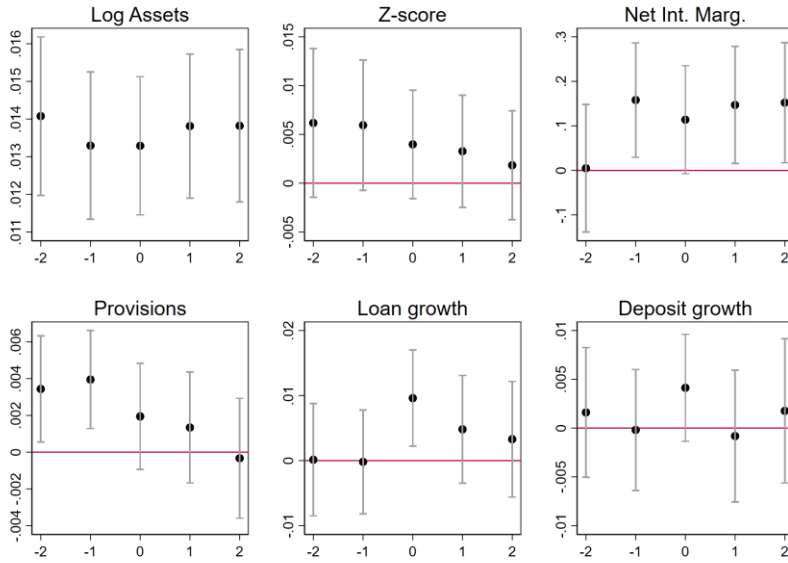 Log Assets
.016
.015
.014
.013
.012
.011
-2 -1 0 1 2
Z-score
.015
.01
.005
0
-.005
-2 -1 0 1 2
Net Int. Marg.
.3
.2
.1
0
-.1
-2 -1 0 1 2
Provisions
.006
.004
.002
0
-.002
-.004
-2 -1 0 1 2
Loan growth
.02
.01
0
-.01
-2 -1 0 1 2
Deposit growth
.01
.005
0
-.005
-.01
-2 -1 0 1 2